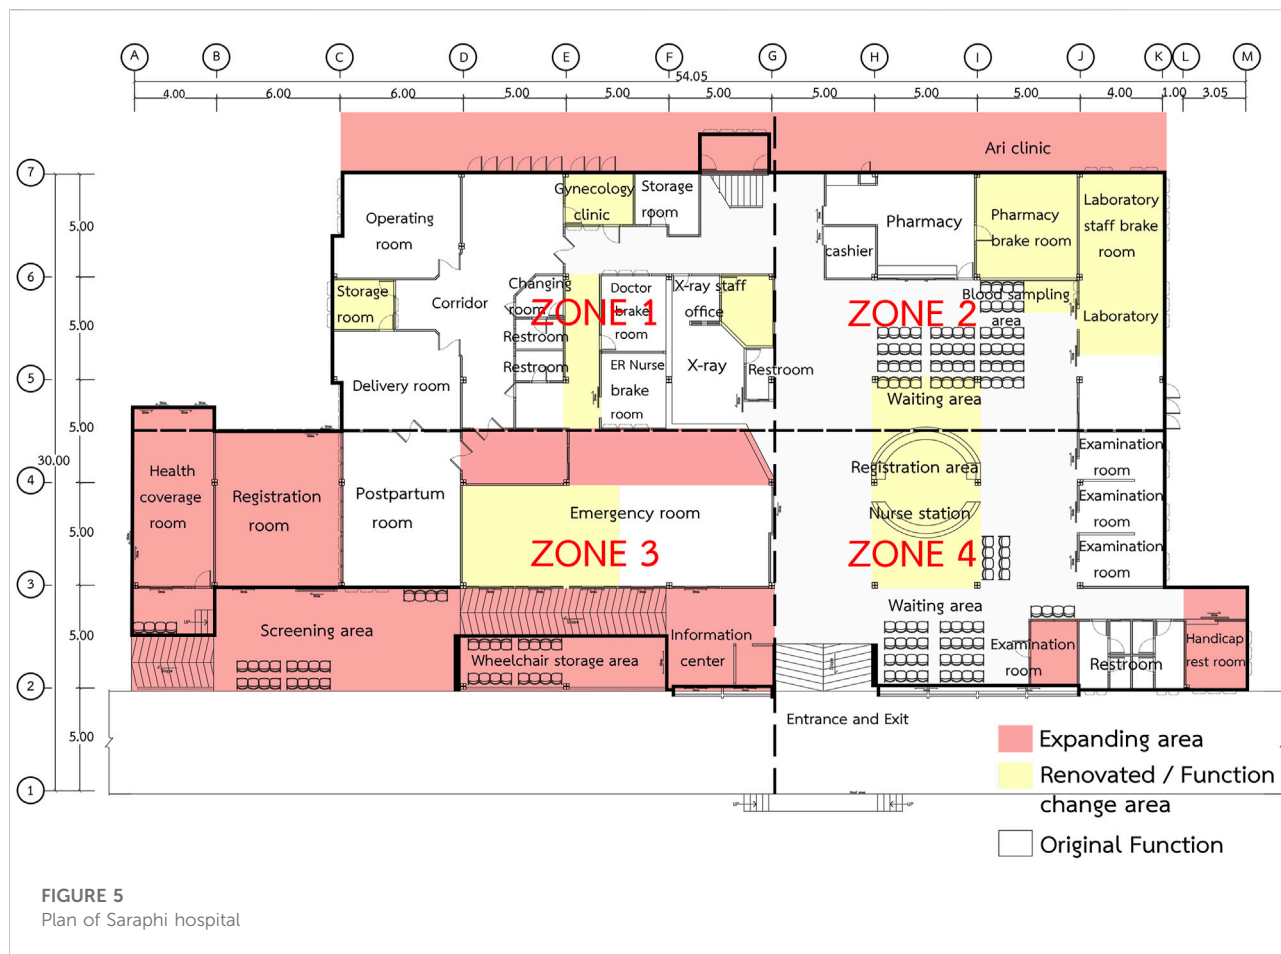 A B C D E F G H I J K L M
54.05
4.00 6.00 6.00 5.00 5.00 5.00 5.00 5.00 5.00 4.00 1.00 3.05
Ari clinic
7
5.00
Operating
room
Gynecology
clinic
Storage
room
Pharmacy
cashier
Pharmacy
brake room
Laboratory
staff brake
room
6
5.00
Storage
room
Corridor
Changing
room
Restroom
Restroom
ZONE 1
Doctor
brake
room
X-ray staff
office
ZONE 2
Blood sampling
area
Laboratory
5
Delivery room
ER Nurse
brake
room
X-ray
Restroom
Waiting area
5.00
30.00
4
Health
coverage
room
Registration
room
Postpartum
room
Registration area
Examination
room
5.00
Emergency room
Nurse station
Examination
room
ZONE 3
ZONE 4
Examination
room
3
5.00
UP
Screening area
Slope
Slope
Wheelchair storage area
Information
center
Slope
Waiting area
Examination
room
Restroom
Handicap
rest room
2
5.00
Entrance and Exit
1
UP
UP
Expanding area
Renovated / Function
change area
Original Function
FIGURE 5
Plan of Saraphi hospital